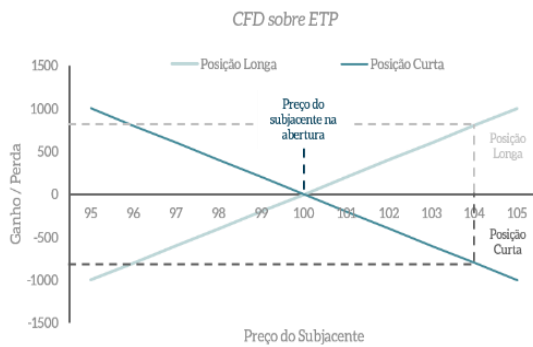 CFD sobre ETP
Posição Longa
Posição Curta
Preço do
subjacente na
abertura
1500
1000
500
0
-500
-1000
-1500
Ganho / Perda
95 96 97 98 99 100 101 102 103 104 105
Posição
Longa
Posição
Curta
Preço do Subjacente